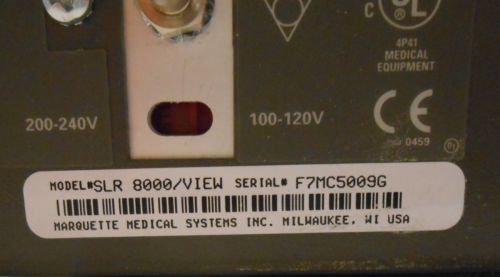 C UL
®
4P41
MEDICAL
EQUIPMENT
200-240V
100-120V
CE
0459
MODEL#SLR 8000/VIEW SERIAL# F7MC5009G
MARQUETTE MEDICAL SYSTEMS INC. MILWAUKEE, WI USA